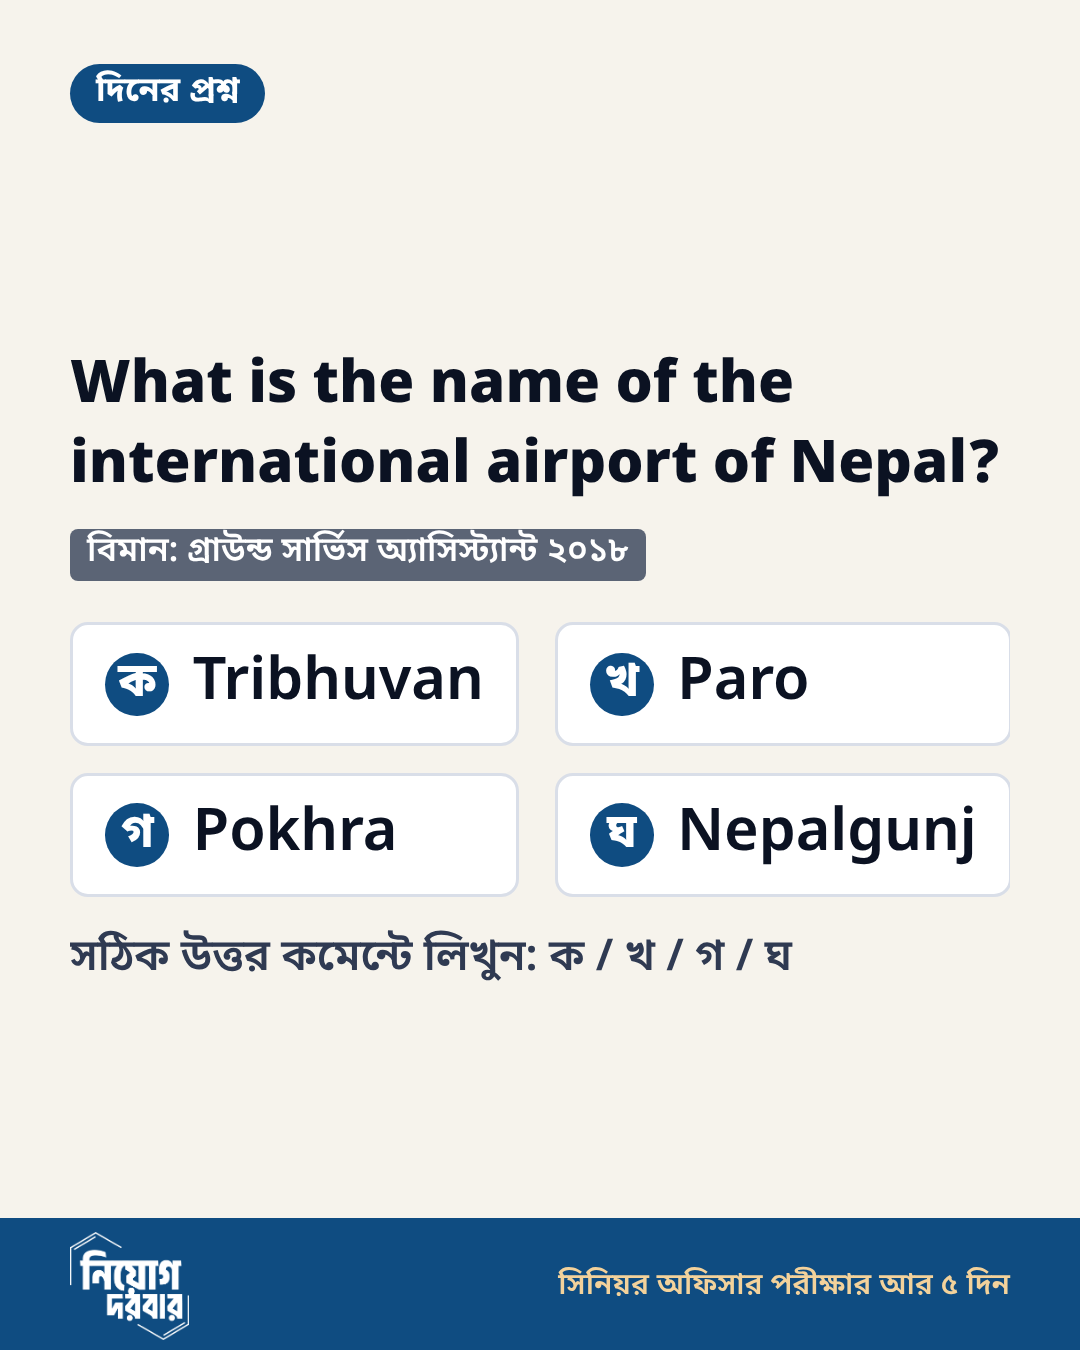 দিনের প্রশ্ন
What is the name of the
international airport of Nepal?
বিমান: গ্রাউন্ড সার্ভিস অ্যাসিস্ট্যান্ট ২০১৮
ক Tribhuvan
খ Paro
গ Pokhra
ঘ Nepalgunj
সঠিক উত্তর কমেন্টে লিখুন: ক / খ / গ / ঘ
নিয়োগ
দরবার
সিনিয়র অফিসার পরীক্ষার আর ৫ দিন